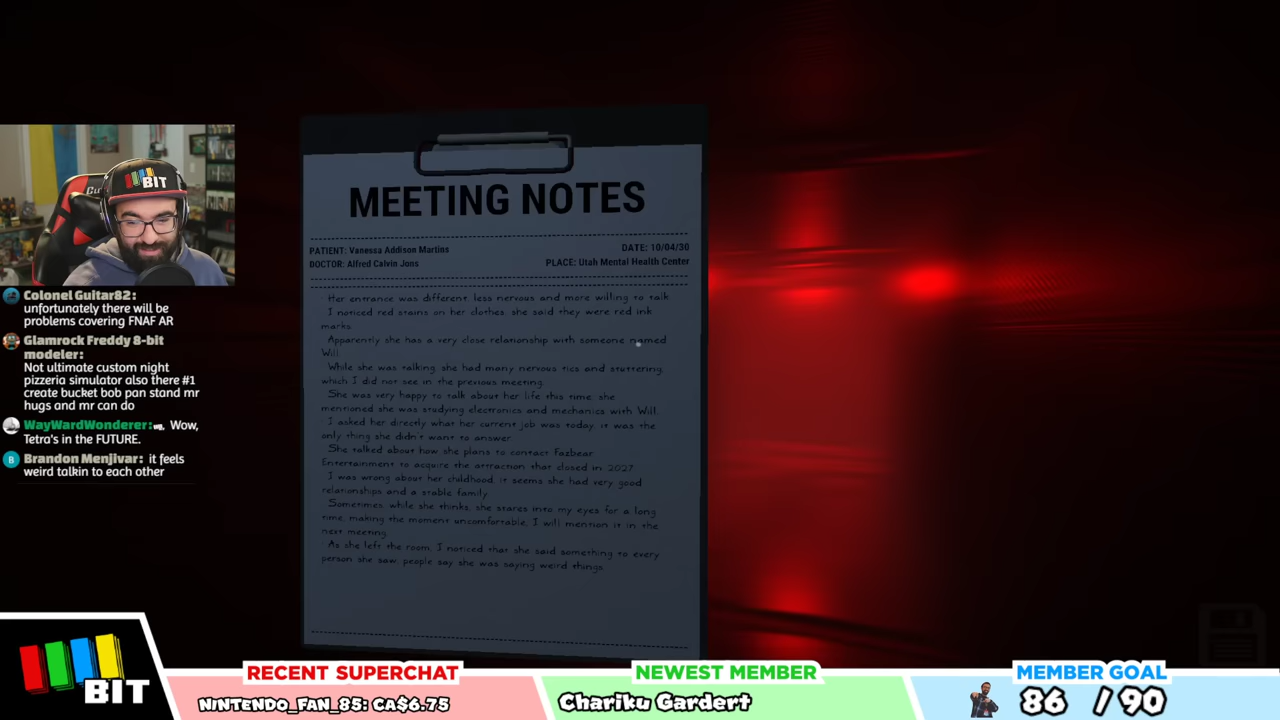 BIT
Colonel Guitar82:
unfortunately there will be
problems covering FNAF AR
Glamrock Freddy 8-bit
modeler:
Not ultimate custom night
pizzeria simulator also there #1
create bucket bob pan stand mr
hugs and mr can do
WayWardWonderer: Wow,
Tetra's in the FUTURE.
B
Brandon Menjivar: it feels
weird talkin to each other
MEETING NOTES
PATIENT: Vanessa Addison Martins
DATE: 10/04/30
DOCTOR: Alfred Calvin Jons
PLACE: Utah Mental Health Center
Her entrance was different, less nervous and more willing to talk
I noticed red stains on her clothes, she said they were red ink
marks
Apparently she has a very close relationship with someone named
Will.
While she was talking, she had many nervous tics and stuttering,
which I did not see in the previous meeting
She was very happy to talk about her life this time, she
mentioned she was studying electronics and mechanics with Will.
I asked her directly what her current job was today, it was the
only thing she didn't want to answer
She talked about how she plans to contact Fazbear
Entertainment to acquire the attraction that closed in 2027
I was wrong about her childhood, it seems she had very good
relationships and a stable family
Sometimes, while she thinks, she stares into my eyes for a long
time, making the moment uncomfortable, I will mention it in the
next meeting.
As she left the room, I noticed that she said something to every
person she saw, people say she was saying weird things
BIT
RECENT SUPERCHAT
NINTENDO_FAN_85: CA$6.75
NEWEST MEMBER
Chariku Gardert
MEMBER GOAL
86 / 90